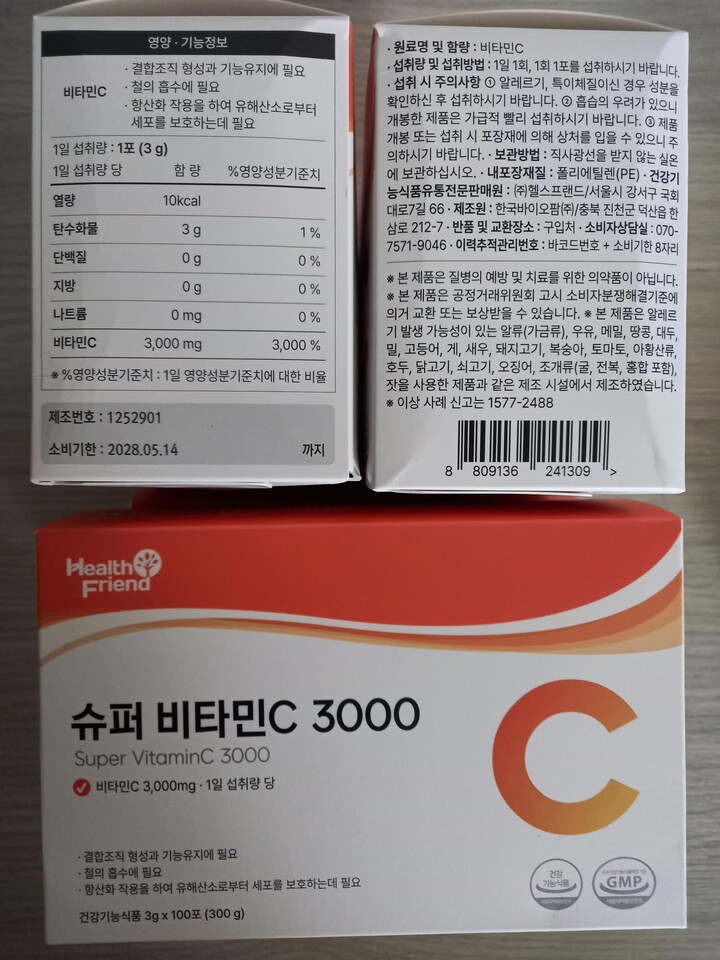 영양 · 기능정보
비타민C
· 결합조직 형성과 기능유지에 필요
· 철의 흡수에 필요
· 항산화 작용을 하여 유해산소로부터
세포를 보호하는데 필요
1일 섭취량 : 1포 (3 g)
1일 섭취량 당 함 량 %영양성분기준치
열량 10kcal
탄수화물 3 g 1 %
단백질 0 g 0 %
지방 0 g 0 %
나트륨 0 mg 0 %
비타민C 3,000 mg 3,000 %
※ %영양성분기준치 : 1일 영양성분기준치에 대한 비율
제조번호 : 1252901
소비기한 : 2028.05.14 까지
· 원료명 및 함량 : 비타민C
· 섭취량 및 섭취방법 : 1일 1회, 1회 1포를 섭취하시기 바랍니다.
· 섭취 시 주의사항 ① 알레르기, 특이체질이신 경우 성분을
확인하신 후 섭취하시기 바랍니다. ② 흡습의 우려가 있으니
개봉한 제품은 가급적 빨리 섭취하시기 바랍니다. ③ 제품
개봉 또는 섭취 시 포장재에 의해 상처를 입을 수 있으니 주
의하시기 바랍니다. · 보관방법 : 직사광선을 받지 않는 실온
에 보관하십시오. · 내포장재질 : 폴리에틸렌(PE) · 건강기
능식품유통전문판매원 : ㈜헬스프랜드/서울시 강서구 국회
대로7길 66 · 제조원 : 한국바이오팜㈜/충북 진천군 덕산읍 한
삼로 212-7 · 반품 및 교환장소 : 구입처 · 소비자상담실 : 070-
7571-9046 · 이력추적관리번호 : 바코드번호 + 소비기한 8자리
※ 본 제품은 질병의 예방 및 치료를 위한 의약품이 아닙니다.
※ 본 제품은 공정거래위원회 고시 소비자분쟁해결기준에
의거 교환 또는 보상받을 수 있습니다. ※ 본 제품은 알레르
기 발생 가능성이 있는 알류(가금류), 우유, 메밀, 땅콩, 대두,
밀, 고등어, 게, 새우, 돼지고기, 복숭아, 토마토, 아황산류,
호두, 닭고기, 쇠고기, 오징어, 조개류(굴, 전복, 홍합 포함),
잣을 사용한 제품과 같은 제조 시설에서 제조하였습니다.
※ 이상 사례 신고는 1577-2488
8 809136 241309 >
Health
Friend
슈퍼 비타민C 3000
Super VitaminC 3000
비타민C 3,000mg · 1일 섭취량 당
C
· 결합조직 형성과 기능유지에 필요
· 철의 흡수에 필요
· 항산화 작용을 하여 유해산소로부터 세포를 보호하는데 필요
건강기능식품 3g x 100포 (300 g)
건강
기능식품
GMP